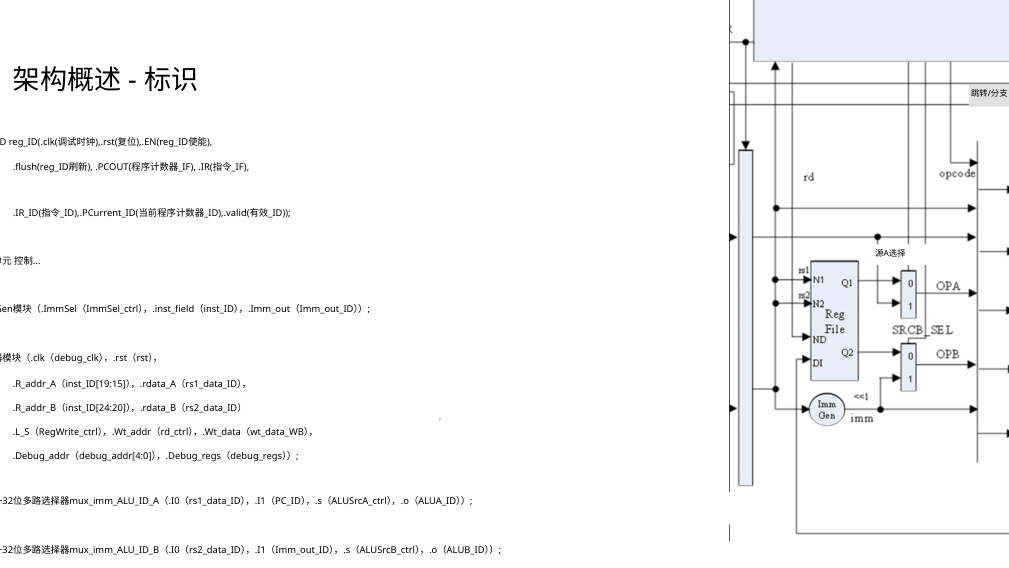 架构概述 - 标识
D reg_ID(.clk(调试时钟),.rst(复位),.EN(reg_ID使能),
.flush(reg_ID刷新), .PCOUT(程序计数器_IF), .IR(指令_IF),
.IR_ID(指令_ID),.PCurrent_ID(当前程序计数器_ID),.valid(有效_ID));
单元 控制...
Gen模块（.ImmSel（ImmSel_ctrl），.inst_field（inst_ID），.Imm_out（Imm_out_ID））;
器模块（.clk（debug_clk），.rst（rst），
.R_addr_A（inst_ID[19:15]），.rdata_A（rs1_data_ID），
.R_addr_B（inst_ID[24:20]），.rdata_B（rs2_data_ID）
.L_S（RegWrite_ctrl），.Wt_addr（rd_ctrl），.Wt_data（wt_data_WB），
.Debug_addr（debug_addr[4:0]），.Debug_regs（debug_regs））;
-32位多路选择器mux_imm_ALU_ID_A（.I0（rs1_data_ID），.I1（PC_ID），.s（ALUSrcA_ctrl），.o（ALUA_ID））;
-32位多路选择器mux_imm_ALU_ID_B（.I0（rs2_data_ID），.I1（Imm_out_ID），.s（ALUSrcB_ctrl），.o（ALUB_ID））;
跳转/分支
opcode
rd
源A选择
rs1
N1
Q1
0
OPA
rs2
N2
1
Reg
File
SRCB_SEL
ND
Q2
0
OPB
DI
1
<<1
Imm
Gen
imm